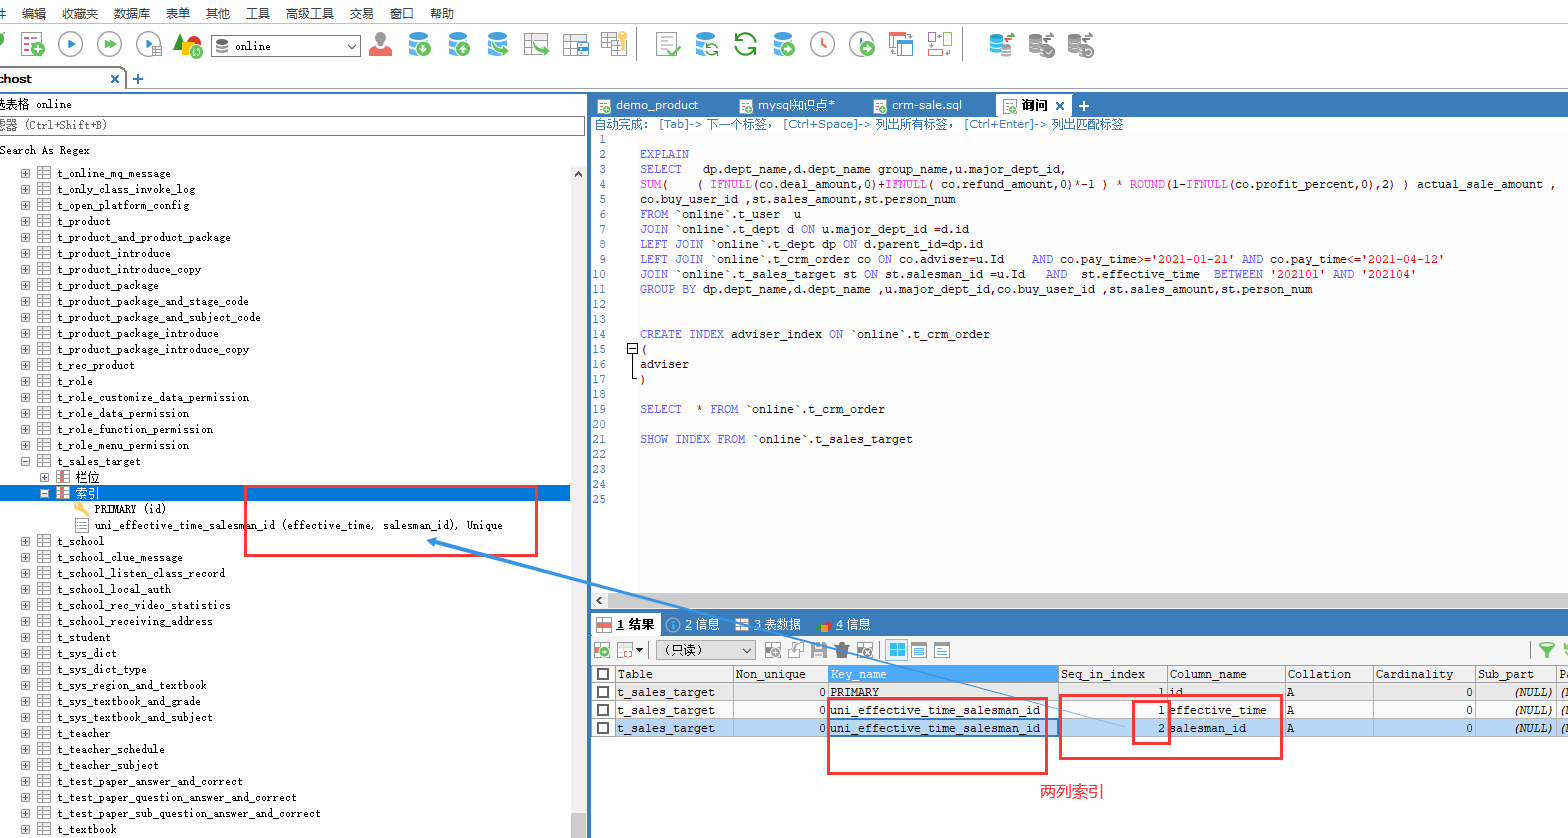 件 编辑 收藏夹 数据库 表单 其他 工具 高级工具 交易 窗口 帮助
online
chost
选表格 online
滤器 (Ctrl+Shift+B)
Search As Regex
t_online_mq_message
t_only_class_invoke_log
t_open_platform_config
t_product
t_product_and_product_package
t_product_introduce
t_product_introduce_copy
t_product_package
t_product_package_and_stage_code
t_product_package_and_subject_code
t_product_package_introduce
t_product_package_introduce_copy
t_rec_product
t_role
t_role_customize_data_permission
t_role_data_permission
t_role_function_permission
t_role_menu_permission
t_sales_target
栏位
索引
PRIMARY (id)
uni_effective_time_salesman_id (effective_time, salesman_id), Unique
t_school
t_school_clue_message
t_school_listen_class_record
t_school_local_auth
t_school_rec_video_statistics
t_school_receiving_address
t_student
t_sys_dict
t_sys_dict_type
t_sys_region_and_textbook
t_sys_textbook_and_grade
t_sys_textbook_and_subject
t_teacher
t_teacher_schedule
t_teacher_subject
t_test_paper_answer_and_correct
t_test_paper_question_answer_and_correct
t_test_paper_sub_question_answer_and_correct
t_textbook
demo_product mysql知识点* crm-sale.sql 询问
自动完成: [Tab]-> 下一个标签, [Ctrl+Space]-> 列出所有标签, [Ctrl+Enter]-> 列出匹配标签
1
2 EXPLAIN
3 SELECT dp.dept_name,d.dept_name group_name,u.major_dept_id,
4 SUM( ( IFNULL(co.deal_amount,0)+IFNULL( co.refund_amount,0)*-1 ) * ROUND(1-IFNULL(co.profit_percent,0),2) ) actual_sale_amount ,
5 co.buy_user_id ,st.sales_amount,st.person_num
6 FROM `online`.t_user u
7 JOIN `online`.t_dept d ON u.major_dept_id =d.id
8 LEFT JOIN `online`.t_dept dp ON d.parent_id=dp.id
9 LEFT JOIN `online`.t_crm_order co ON co.adviser=u.Id AND co.pay_time>='2021-01-21' AND co.pay_time<='2021-04-12'
10 JOIN `online`.t_sales_target st ON st.salesman_id =u.Id AND st.effective_time BETWEEN '202101' AND '202104'
11 GROUP BY dp.dept_name,d.dept_name ,u.major_dept_id,co.buy_user_id ,st.sales_amount,st.person_num
12
13
14 CREATE INDEX adviser_index ON `online`.t_crm_order
15 (
16 adviser
17 )
18
19 SELECT * FROM `online`.t_crm_order
20
21 SHOW INDEX FROM `online`.t_sales_target
22
23
24
25
1 结果 2 信息 3 表数据 4 信息
(只读)
Table Non_unique Key_name Seq_in_index Column_name Collation Cardinality Sub_part Pa
t_sales_target 0 PRIMARY 1 id A 0 (NULL) (
t_sales_target 0 uni_effective_time_salesman_id 1 effective_time A 0 (NULL) (
t_sales_target 0 uni_effective_time_salesman_id 2 salesman_id A 0 (NULL) (
两列索引